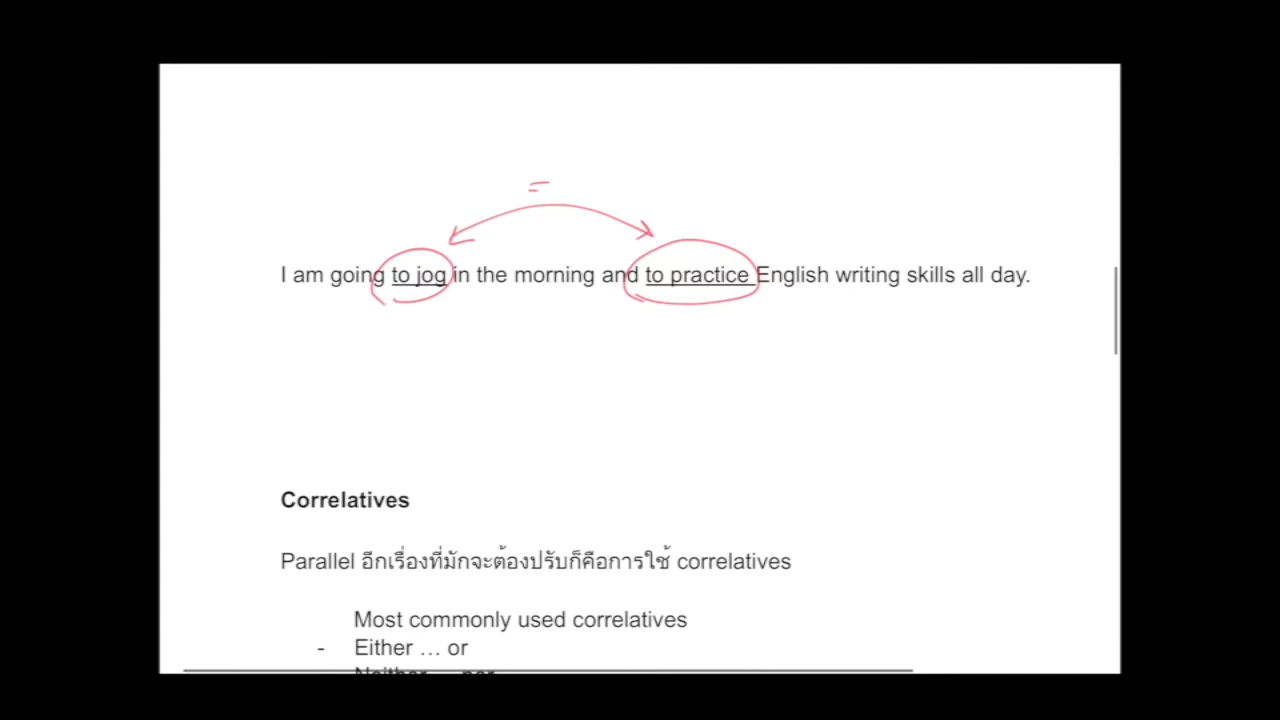 =
I am going to jog in the morning and to practice English writing skills all day.
Correlatives
Parallel อีกเรื่องที่มักจะต้องปรับก็คือการใช้ correlatives
Most commonly used correlatives
- Either … or
Neither … nor